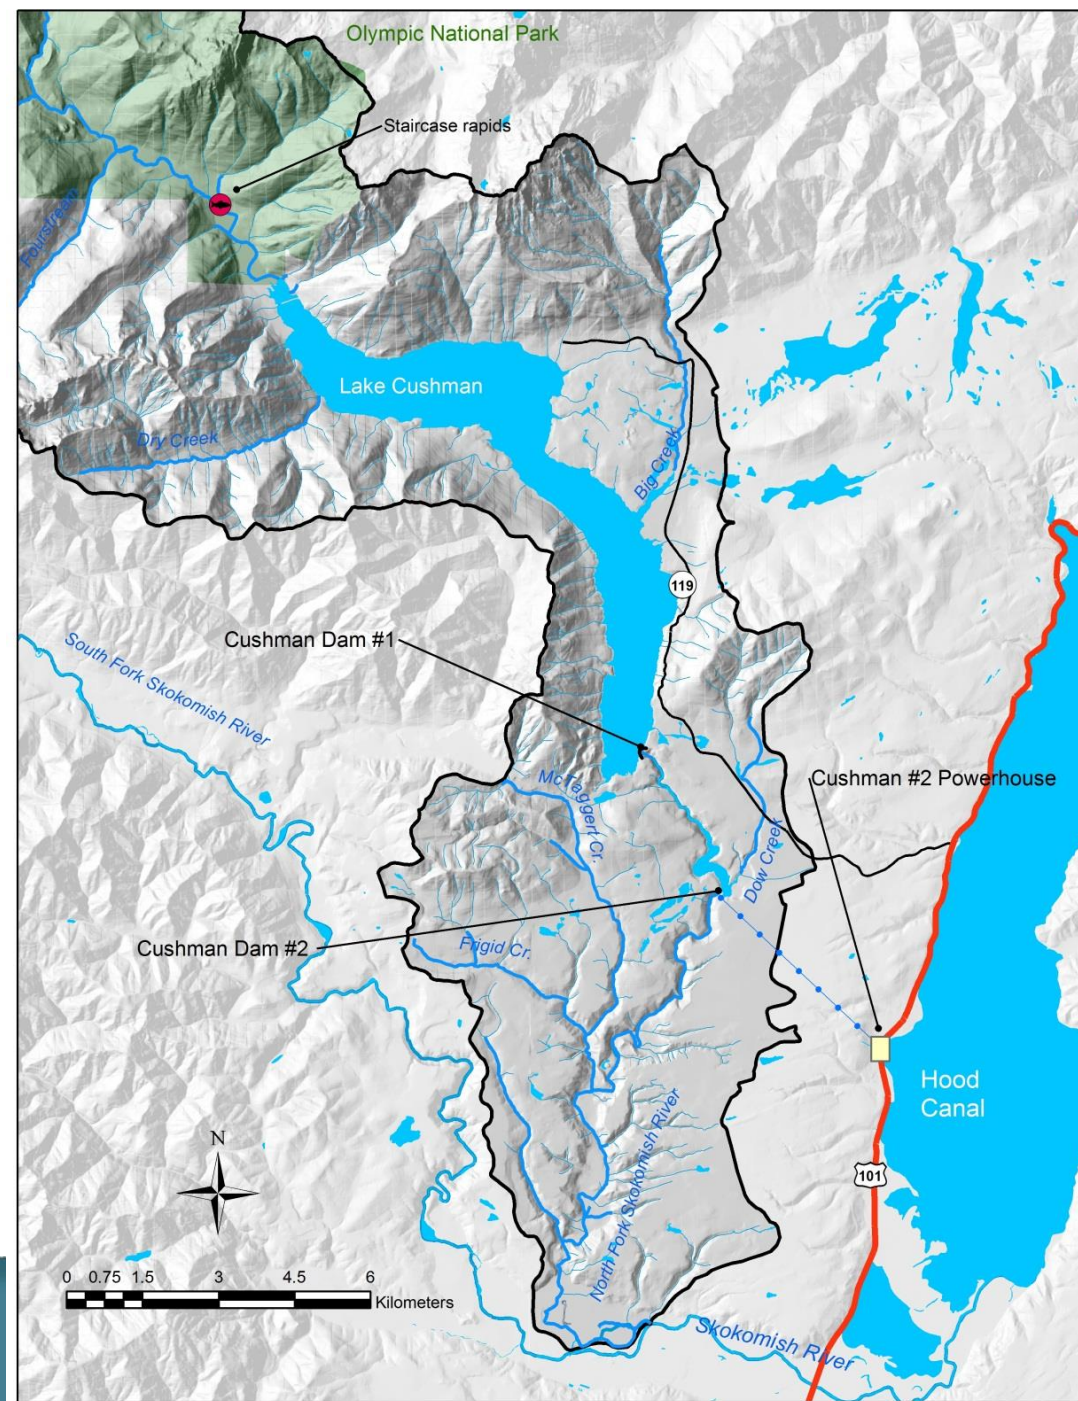 Olympic National Park
Staircase rapids
Fourstream
Lake Cushman
Dry Creek
Big Creek
119
Cushman Dam #1
South Fork Skokomish River
McTaggert Cr.
Cushman #2 Powerhouse
Dow Creek
Cushman Dam #2
Frigid Cr.
Hood
Canal
North Fork Skokomish River
N
101
0 0.75 1.5 3 4.5 6
Kilometers
Skokomish River